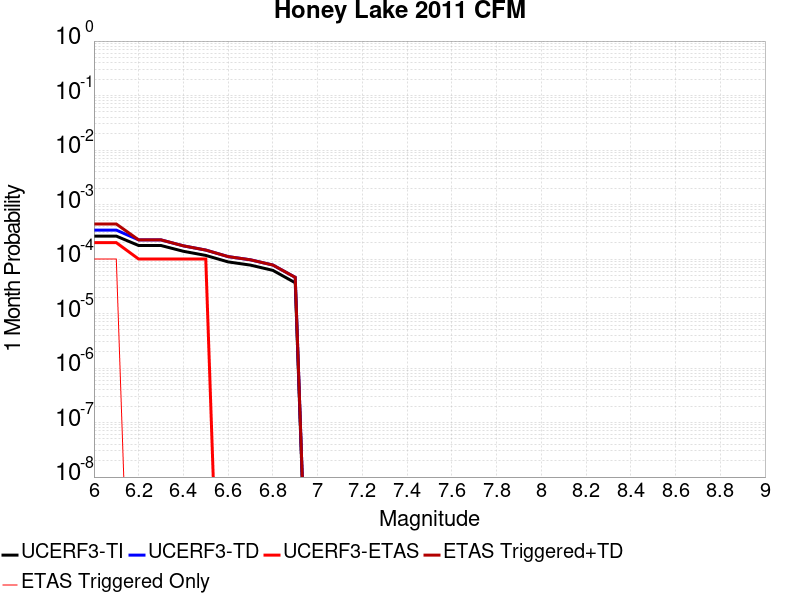 Honey Lake 2011 CFM
1 Month Probability
10^0
10^-1
10^-2
10^-3
10^-4
10^-5
10^-6
10^-7
10^-8
6 6.2 6.4 6.6 6.8 7 7.2 7.4 7.6 7.8 8 8.2 8.4 8.6 8.8 9
Magnitude
UCERF3-TI UCERF3-TD UCERF3-ETAS ETAS Triggered+TD
ETAS Triggered Only